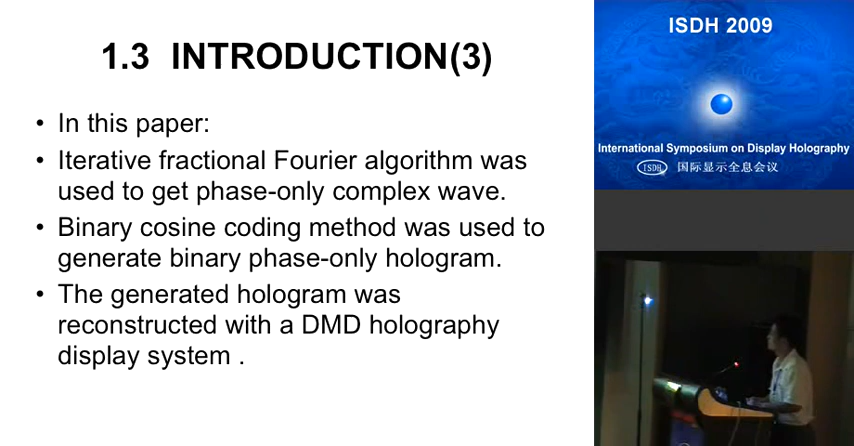 1.3 INTRODUCTION(3)
• In this paper:
• Iterative fractional Fourier algorithm was
used to get phase-only complex wave.
• Binary cosine coding method was used to
generate binary phase-only hologram.
• The generated hologram was
reconstructed with a DMD holography
display system .
ISDH 2009
International Symposium on Display Holography
ISDH 国际显示全息会议